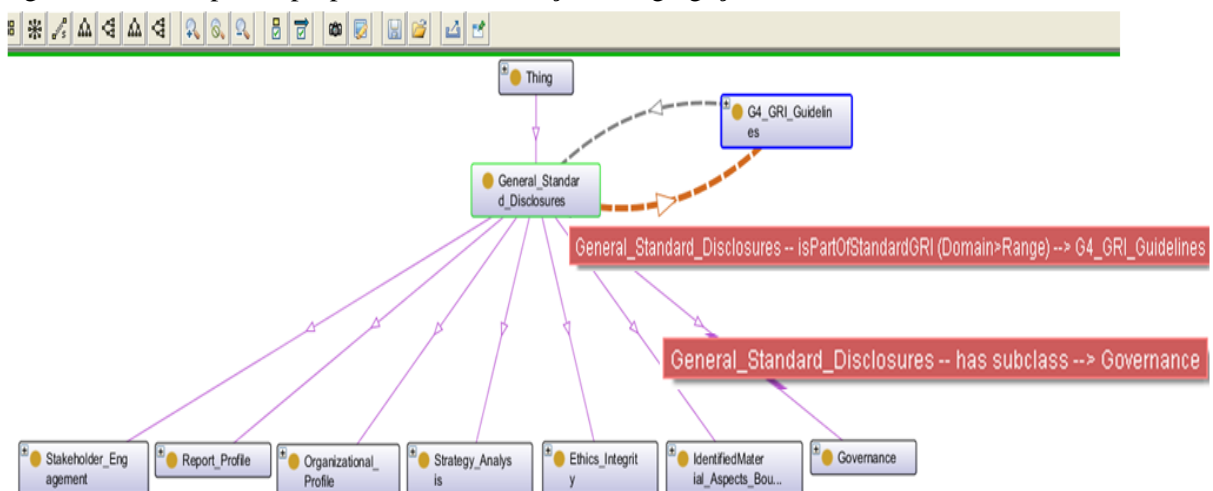 Thing
G4_GRI_Guidelin
es
General_Standar
d_Disclosures
General_Standard_Disclosures -- isPartOfStandardGRI (Domain>Range) --> G4_GRI_Guidelines
General_Standard_Disclosures -- has subclass --> Governance
Stakeholder_Eng
agement
Report_Profile
Organizational_
Profile
Strategy_Analys
is
Ethics_Integrit
y
IdentifiedMater
ial_Aspects_Bou...
Governance